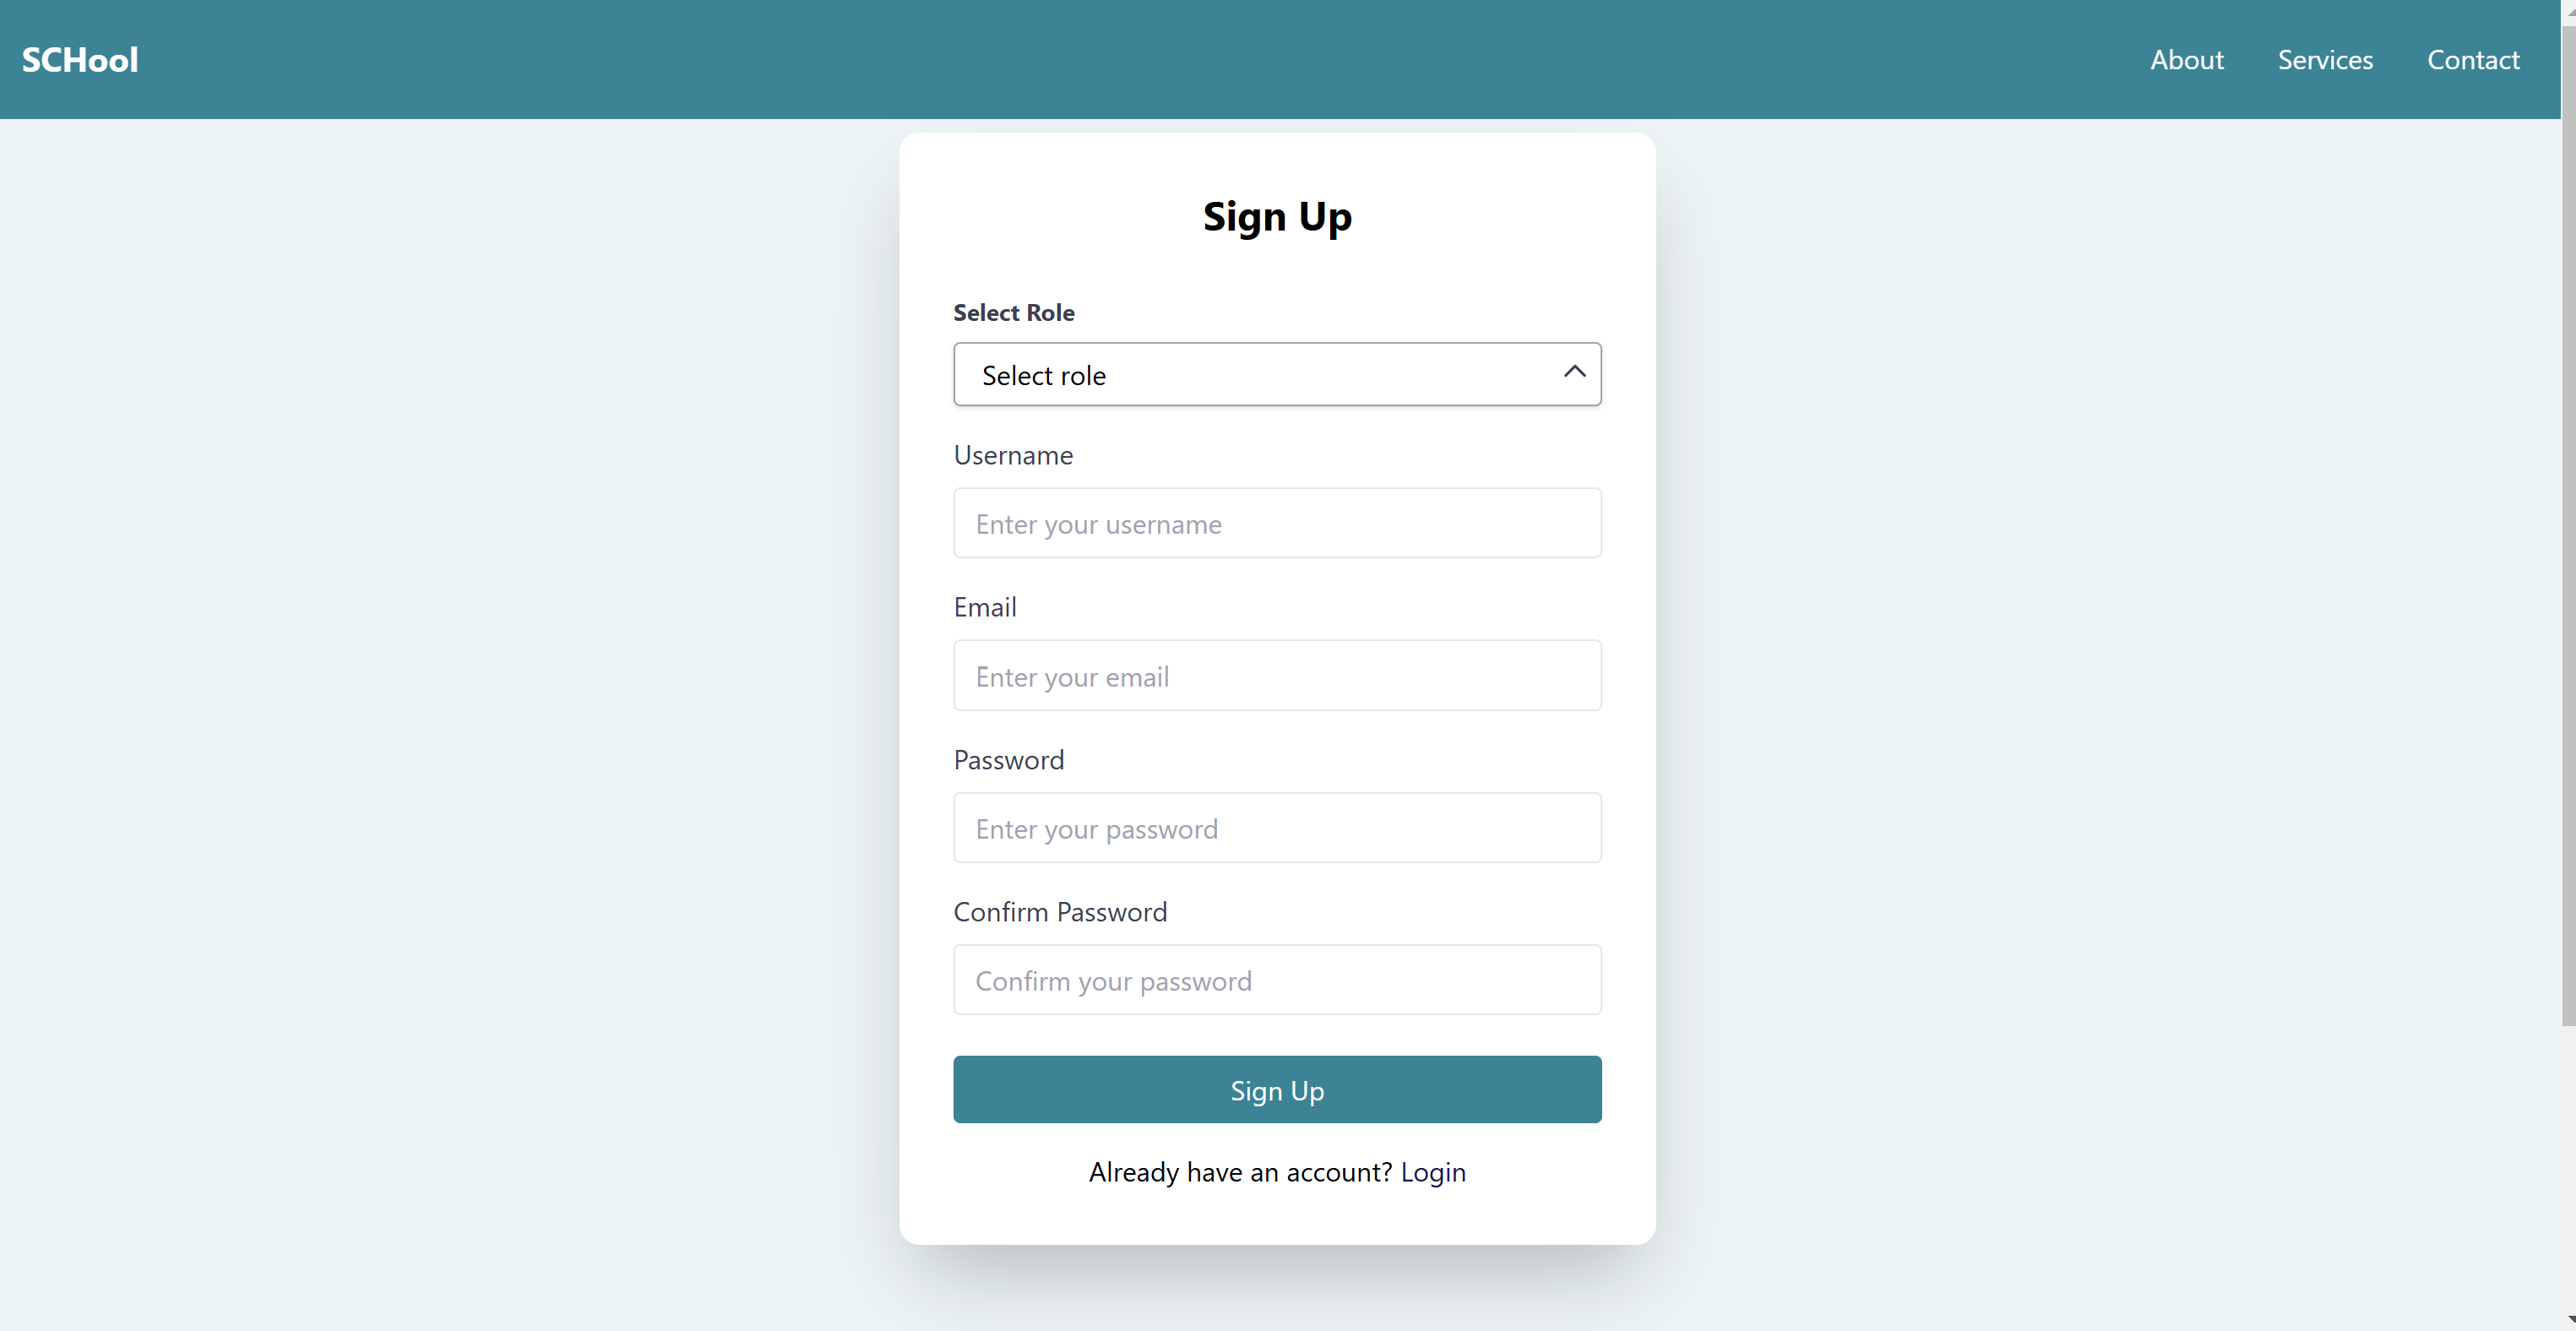 SCHool
About Services Contact
Sign Up
Select Role
Select role
Username
Enter your username
Email
Enter your email
Password
Enter your password
Confirm Password
Confirm your password
Sign Up
Already have an account? Login